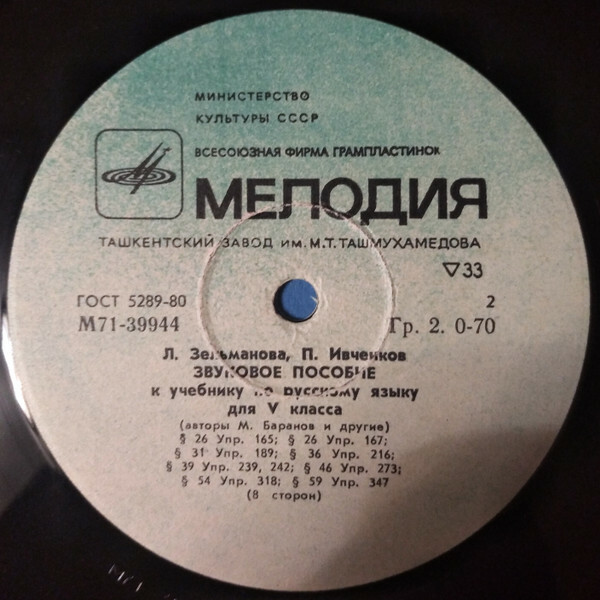 МИНИСТЕРСТВО
КУЛЬТУРЫ СССР
ВСЕСОЮЗНАЯ ФИРМА ГРАМПЛАСТИНОК
МЕЛОДИЯ
ТАШКЕНТСКИЙ ЗАВОД ИМ. М.Т. ТАШМУХАМЕДОВА
▽33
ГОСТ 5289-80 2
М71-39944 Гр. 2. 0-70
Л. Зельманова, П. Ивченков
ЗВУКОВОЕ ПОСОБИЕ
к учебнику по русскому языку
для V класса
(авторы М. Баранов и другие)
§ 26 Упр. 165; § 26 Упр. 167;
§ 31 Упр. 189; § 36 Упр. 216;
§ 39 Упр. 239, 242; § 46 Упр. 273;
§ 54 Упр. 318; § 59 Упр. 347
(8 сторон)